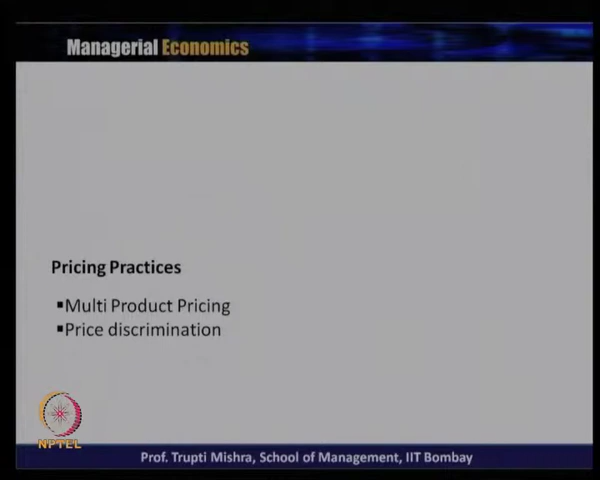 Managerial Economics
Pricing Practices
▪Multi Product Pricing
▪Price discrimination
NPTEL
Prof. Trupti Mishra, School of Management, IIT Bombay